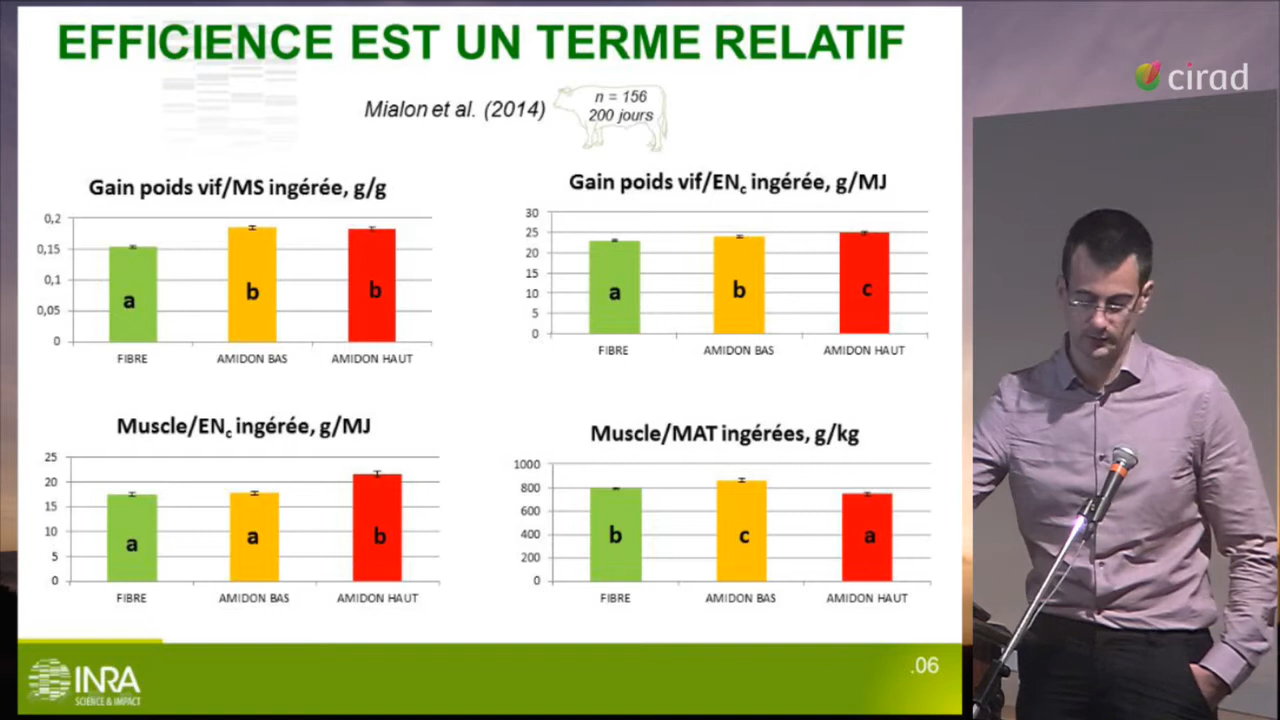 EFFICIENCE EST UN TERME RELATIF
Mialon et al. (2014)
n = 156
200 jours
cirad
Gain poids vif/MS ingérée, g/g
0,2
0,15
0,1
0,05
0
a
b
b
FIBRE
AMIDON BAS
AMIDON HAUT
Gain poids vif/ENc ingérée, g/MJ
30
25
20
15
10
5
0
a
b
c
FIBRE
AMIDON BAS
AMIDON HAUT
Muscle/ENc ingérée, g/MJ
25
20
15
10
5
0
a
a
b
FIBRE
AMIDON BAS
AMIDON HAUT
Muscle/MAT ingérées, g/kg
1000
800
600
400
200
0
b
c
a
FIBRE
AMIDON BAS
AMIDON HAUT
INRA
SCIENCE & IMPACT
.06